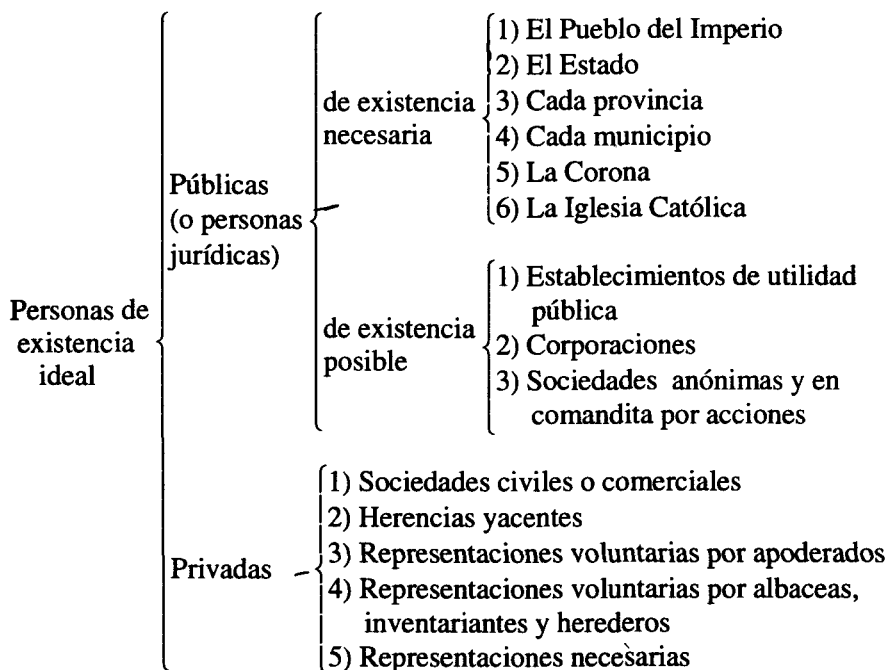 Personas de
existencia
ideal
Públicas
(o personas
jurídicas)
de existencia
necesaria
1) El Pueblo del Imperio
2) El Estado
3) Cada provincia
4) Cada municipio
5) La Corona
6) La Iglesia Católica
de existencia
posible
1) Establecimientos de utilidad
pública
2) Corporaciones
3) Sociedades anónimas y en
comandita por acciones
Privadas
1) Sociedades civiles o comerciales
2) Herencias yacentes
3) Representaciones voluntarias por apoderados
4) Representaciones voluntarias por albaceas,
inventariantes y herederos
5) Representaciones necesarias